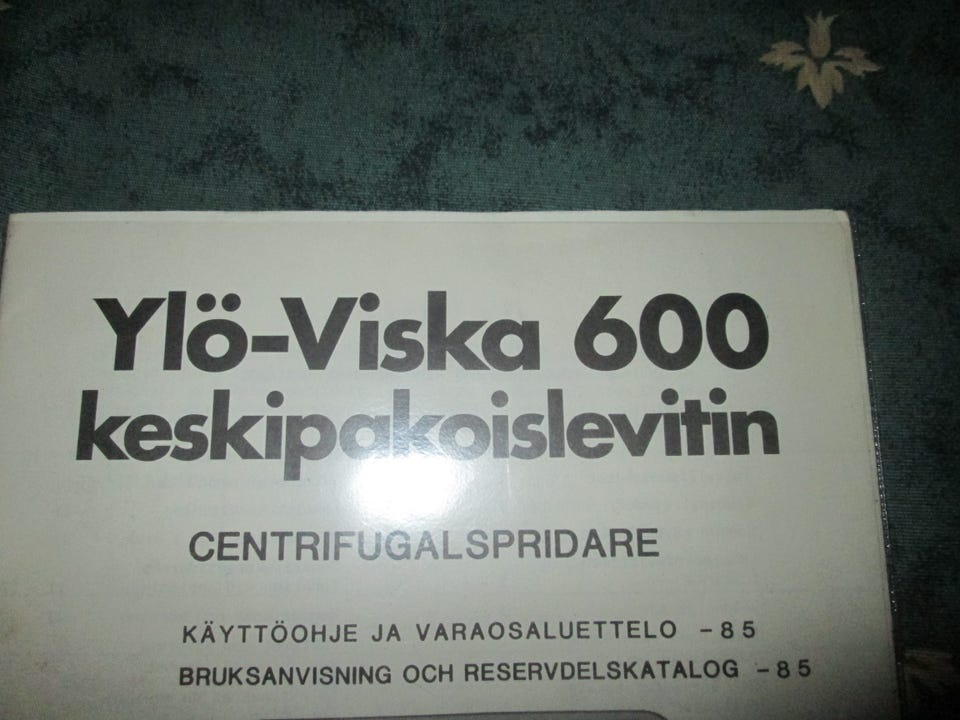 Ylö-Viska 600
keskipakoislevitin
CENTRIFUGALSPRIDARE
KÄYTTÖOHJE JA VARAOSALUETTELO -85
BRUKSANVISNING OCH RESERVDELSKATALOG -85